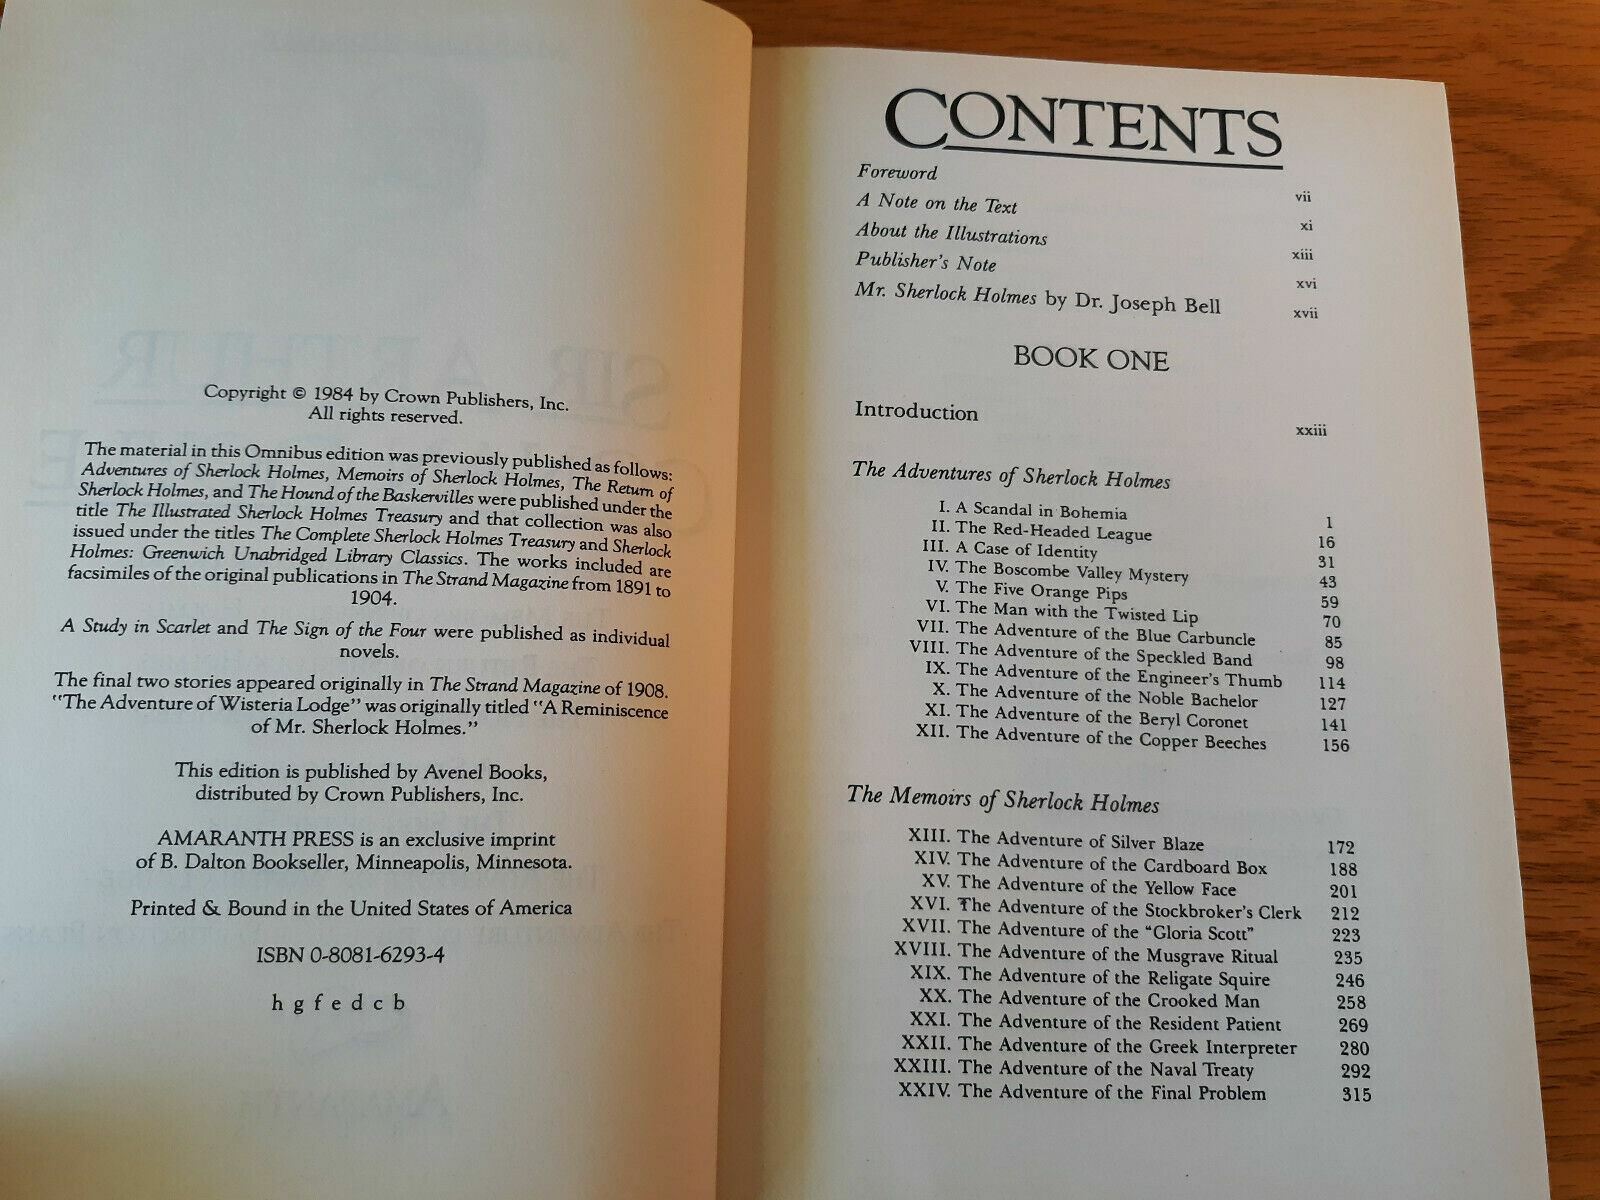 Copyright © 1984 by Crown Publishers, Inc.
All rights reserved.
The material in this Omnibus edition was previously published as follows:
Adventures of Sherlock Holmes, Memoirs of Sherlock Holmes, The Return of
Sherlock Holmes, and The Hound of the Baskervilles were published under the
title The Illustrated Sherlock Holmes Treasury and that collection was also
issued under the titles The Complete Sherlock Holmes Treasury and Sherlock
Holmes: Greenwich Unabridged Library Classics. The works included are
facsimiles of the original publications in The Strand Magazine from 1891 to
1904.
A Study in Scarlet and The Sign of the Four were published as individual
novels.
The final two stories appeared originally in The Strand Magazine of 1908.
"The Adventure of Wisteria Lodge" was originally titled "A Reminiscence
of Mr. Sherlock Holmes."
This edition is published by Avenel Books,
distributed by Crown Publishers, Inc.
AMARANTH PRESS is an exclusive imprint
of B. Dalton Bookseller, Minneapolis, Minnesota.
Printed & Bound in the United States of America
ISBN 0-8081-6293-4
h g f e d c b
CONTENTS
Foreword vii
A Note on the Text xi
About the Illustrations xiii
Publisher's Note xvi
Mr. Sherlock Holmes by Dr. Joseph Bell xvii
BOOK ONE
Introduction xxiii
The Adventures of Sherlock Holmes
I. A Scandal in Bohemia 1
II. The Red-Headed League 16
III. A Case of Identity 31
IV. The Boscombe Valley Mystery 43
V. The Five Orange Pips 59
VI. The Man with the Twisted Lip 70
VII. The Adventure of the Blue Carbuncle 85
VIII. The Adventure of the Speckled Band 98
IX. The Adventure of the Engineer's Thumb 114
X. The Adventure of the Noble Bachelor 127
XI. The Adventure of the Beryl Coronet 141
XII. The Adventure of the Copper Beeches 156
The Memoirs of Sherlock Holmes
XIII. The Adventure of Silver Blaze 172
XIV. The Adventure of the Cardboard Box 188
XV. The Adventure of the Yellow Face 201
XVI. The Adventure of the Stockbroker's Clerk 212
XVII. The Adventure of the "Gloria Scott" 223
XVIII. The Adventure of the Musgrave Ritual 235
XIX. The Adventure of the Religate Squire 246
XX. The Adventure of the Crooked Man 258
XXI. The Adventure of the Resident Patient 269
XXII. The Adventure of the Greek Interpreter 280
XXIII. The Adventure of the Naval Treaty 292
XXIV. The Adventure of the Final Problem 315